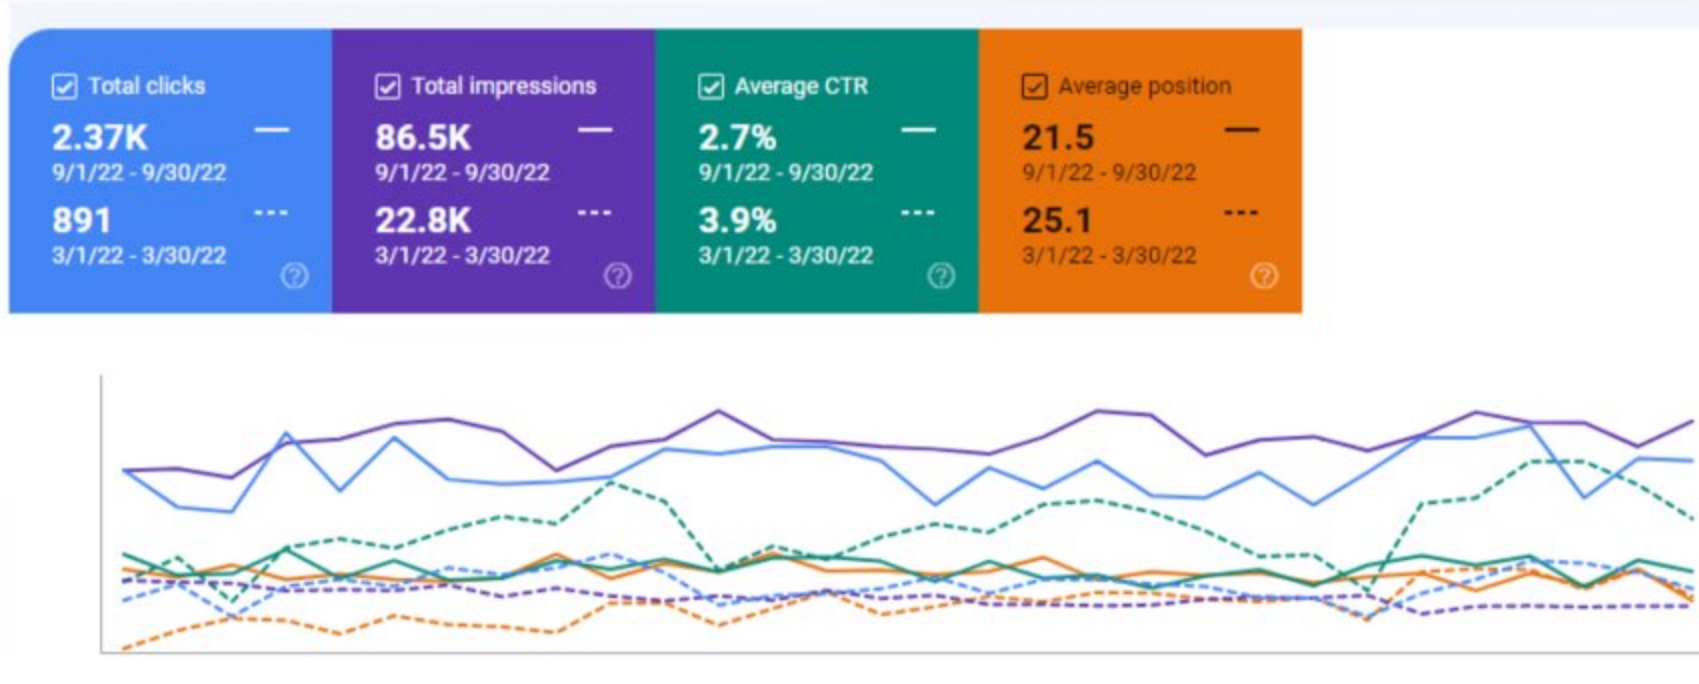 Total clicks
2.37K
9/1/22 - 9/30/22
891
3/1/22 - 3/30/22
Total impressions
86.5K
9/1/22 - 9/30/22
22.8K
3/1/22 - 3/30/22
Average CTR
2.7%
9/1/22 - 9/30/22
3.9%
3/1/22 - 3/30/22
Average position
21.5
9/1/22 - 9/30/22
25.1
3/1/22 - 3/30/22